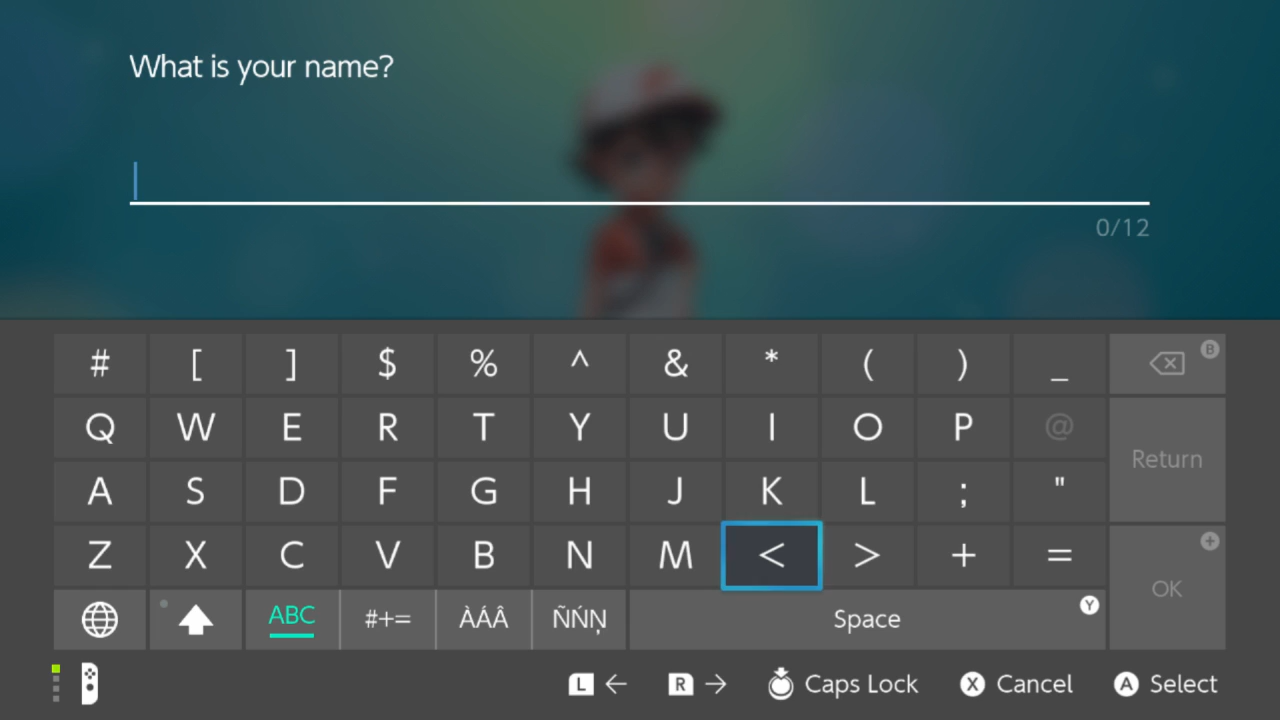 What is your name?
0/12
# [ ] $ % ^ & * ( ) _ B
Q W E R T Y U I O P @ Return
A S D F G H J K L ; "
Z X C V B N M < > + = + OK
ABC #+= ÀÁÂ ÑŃŅ Space Y
L ← R → Caps Lock X Cancel A Select